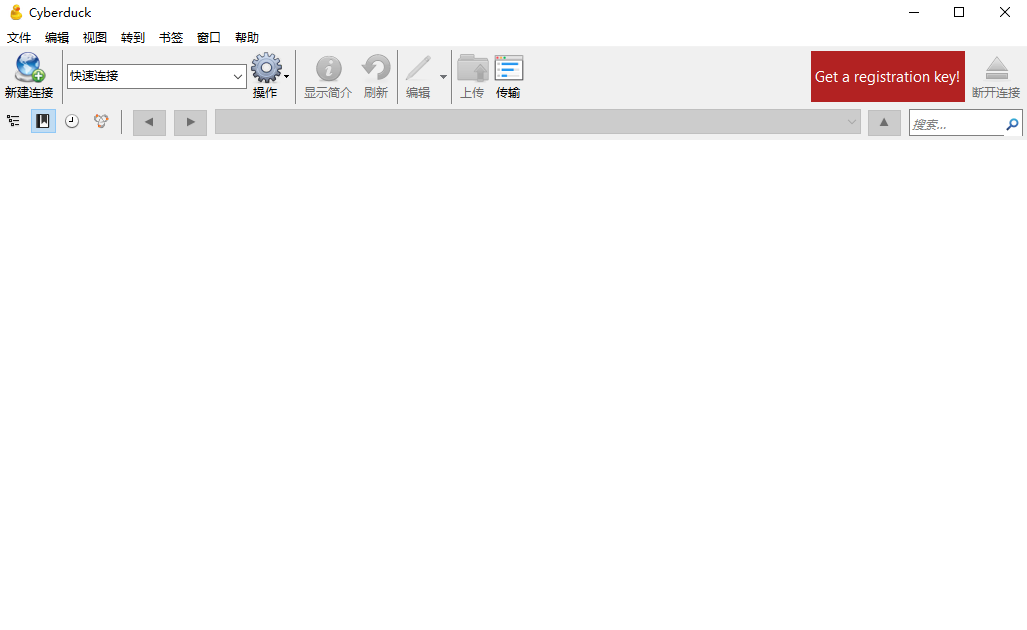 Cyberduck
文件 编辑 视图 转到 书签 窗口 帮助
新建连接 快速连接 操作 显示简介 刷新 编辑 上传 传输 Get a registration key! 断开连接
搜索...